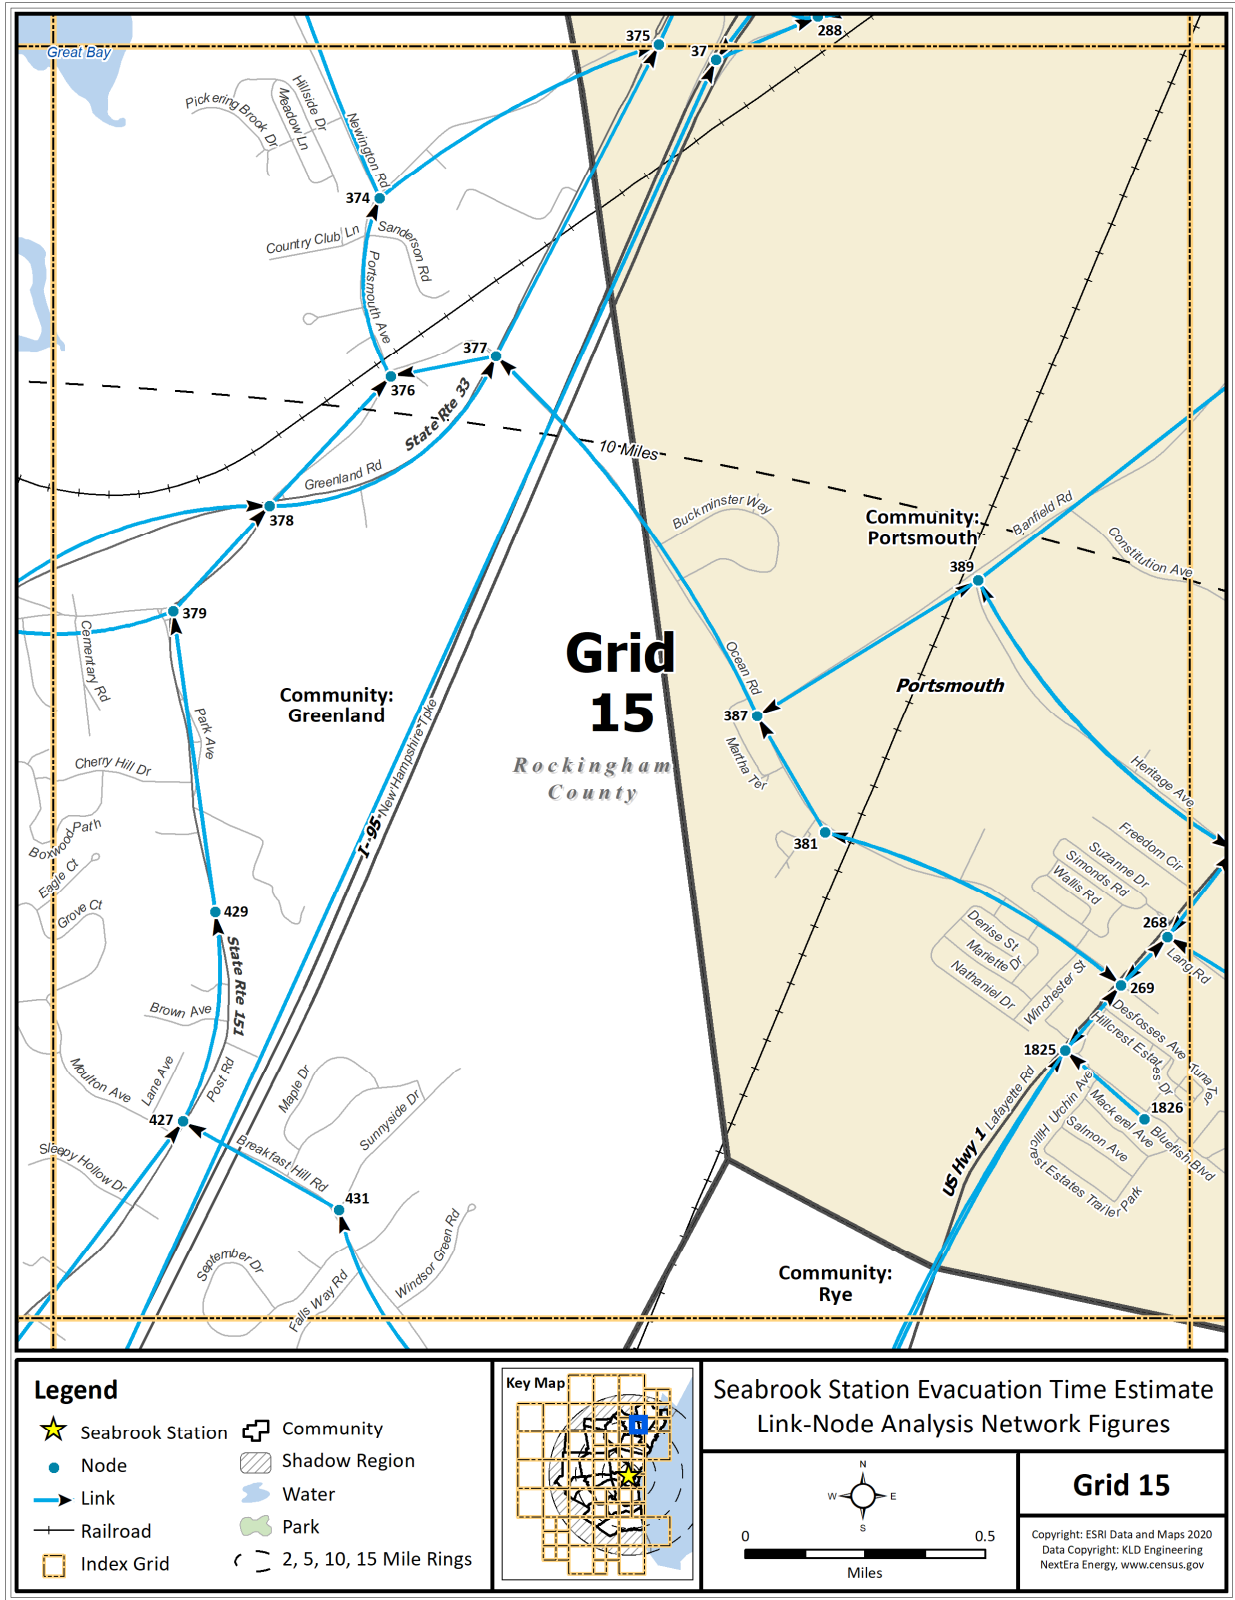 Great Bay
375
37
288
Pickering Brook Dr
Hillside Dr
Meadow Ln
Newington Rd
374
Country Club Ln
Sanderson Rd
Portsmouth Ave
377
376
State Rte 33
10 Miles
Greenland Rd
378
Buckminster Way
Community:
Portsmouth
Banfield Rd
Constitution Ave
389
379
Cementary Rd
Grid
15
Ocean Rd
Portsmouth
Community:
Greenland
387
Park Ave
New Hampshire Tpke
Rockingham
County
Martha Ter
Cherry Hill Dr
Heritage Ave
I-95
381
Boxwood Path
Freedom Cir
Suzanne Dr
Simonds Rd
Wallis Rd
Eagle Ct
Grove Ct
429
268
Denise St
Mariette Dr
Nathaniel Dr
Lang Rd
State Rte 151
Winchester St
269
Brown Ave
Desfosses Ave
Hillcrest Estates Dr
1825
Tuna Ter
Moulton Ave
Lane Ave
Post Rd
Maple Dr
Sunnyside Dr
Lafayette Rd
Urchin Ave
Mackerel Ave
1826
427
Salmon Ave
Bluefish Blvd
Breakfast Hill Rd
Sleepy Hollow Dr
US Hwy 1
Hillcrest Estates Trailer Park
431
September Dr
Falls Way Rd
Windsor Green Rd
Community:
Rye
Legend
Seabrook Station
Node
Link
Railroad
Index Grid
Community
Shadow Region
Water
Park
2, 5, 10, 15 Mile Rings
Key Map
Seabrook Station Evacuation Time Estimate
Link-Node Analysis Network Figures
N
W E
S
0 0.5
Miles
Grid 15
Copyright: ESRI Data and Maps 2020
Data Copyright: KLD Engineering
NextEra Energy, www.census.gov